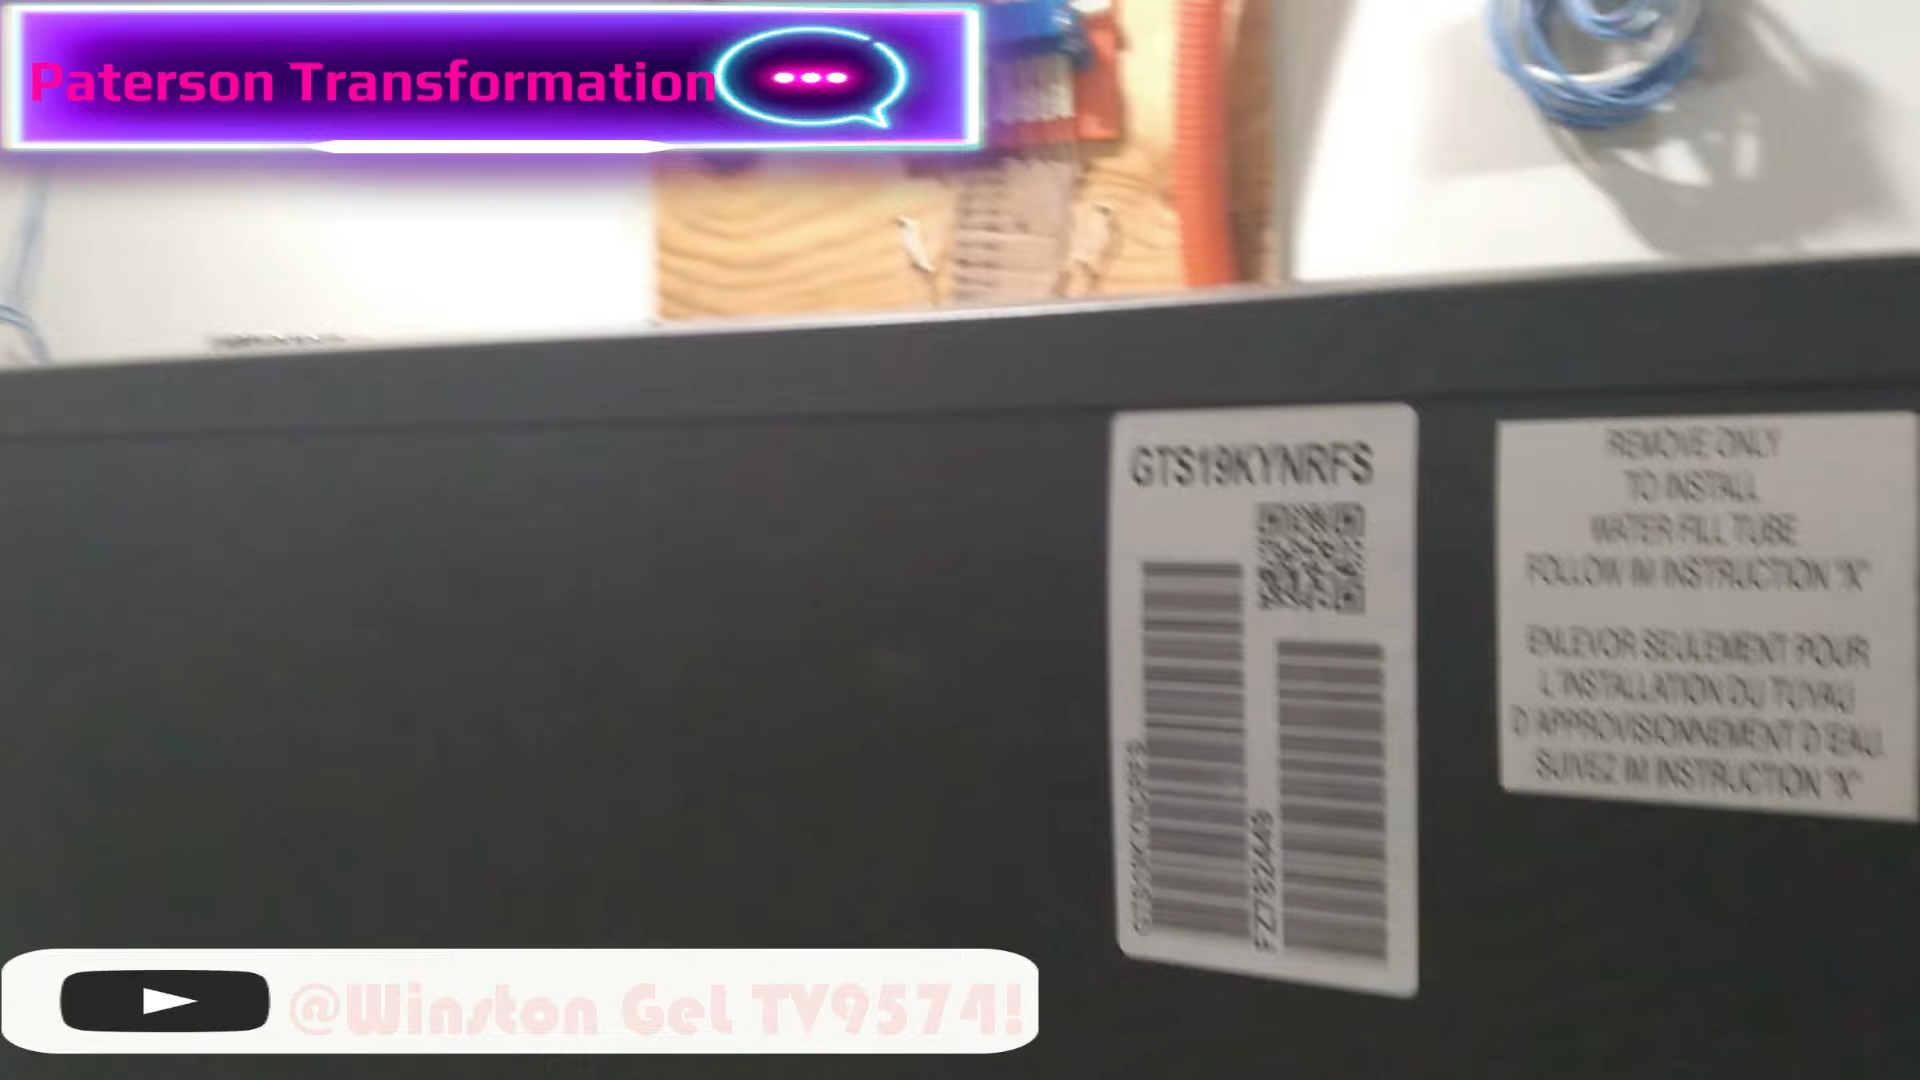 Paterson Transformation
GTS19KYNRFS
FZ782449
REMOVE ONLY
TO INSTALL
WATER FILL TUBE
FOLLOW IM INSTRUCTION "X"
ENLEVOR SEULEMENT POUR
L'INSTALLATION DU TUYAU
D'APPROVISIONNEMENT D'EAU.
SUIVEZ IM INSTRUCTION "X"
@Winston GeL TV9574!